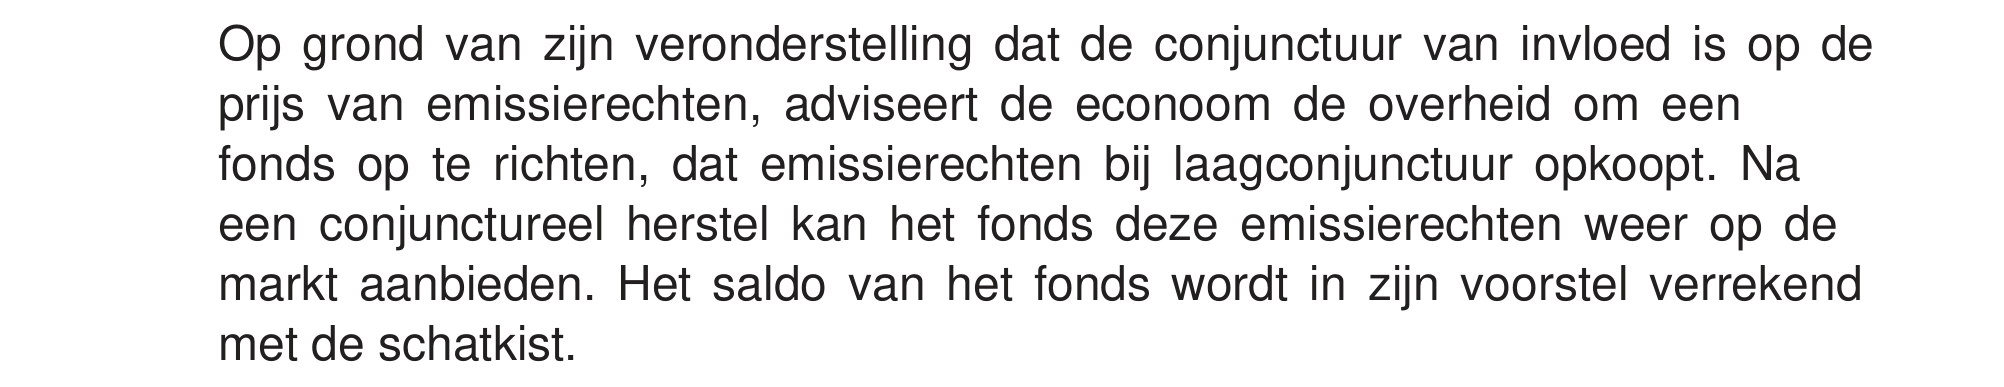 Op grond van zijn veronderstelling dat de conjunctuur van invloed is op de
prijs van emissierechten, adviseert de econoom de overheid om een
fonds op te richten, dat emissierechten bij laagconjunctuur opkoopt. Na
een conjunctureel herstel kan het fonds deze emissierechten weer op de
markt aanbieden. Het saldo van het fonds wordt in zijn voorstel verrekend
met de schatkist.